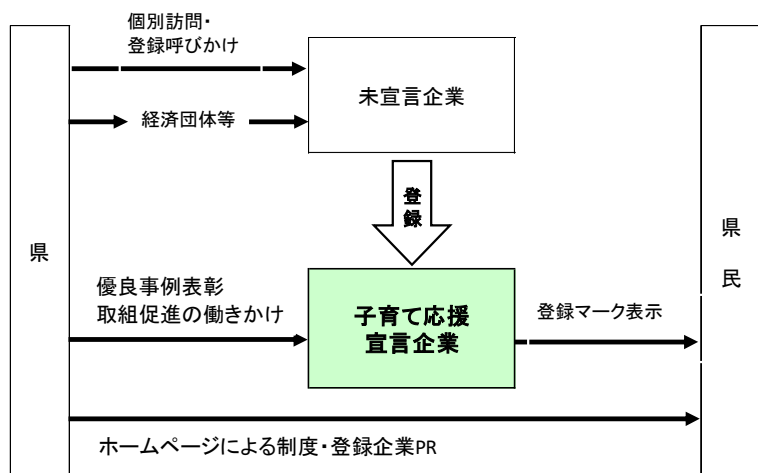 個別訪問・
登録呼びかけ
未宣言企業
経済団体等
登
録
県
県
民
優良事例表彰
取組促進の働きかけ
子育て応援
宣言企業
登録マーク表示
ホームページによる制度・登録企業PR